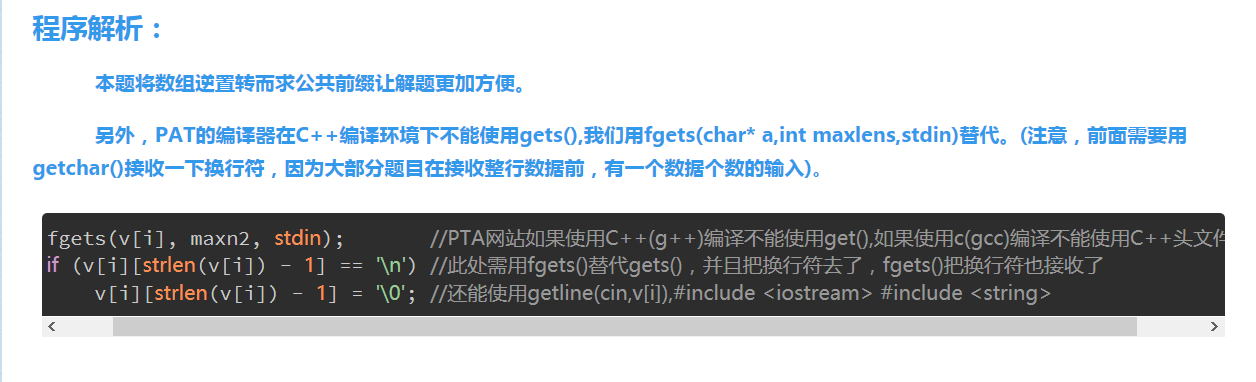 程序解析：
本题将数组逆置转而求公共前缀让解题更加方便。
另外，PAT的编译器在C++编译环境下不能使用gets(),我们用fgets(char* a,int maxlens,stdin)替代。(注意，前面需要用
getchar()接收一下换行符，因为大部分题目在接收整行数据前，有一个数据个数的输入)。
fgets(v[i], maxn2, stdin); //PTA网站如果使用C++(g++)编译不能使用get(),如果使用c(gcc)编译不能使用C++头文件
if (v[i][strlen(v[i]) - 1] == '\n') //此处需用fgets()替代gets()，并且把换行符去了，fgets()把换行符也接收了
v[i][strlen(v[i]) - 1] = '\0'; //还能使用getline(cin,v[i]),#include <iostream> #include <string>